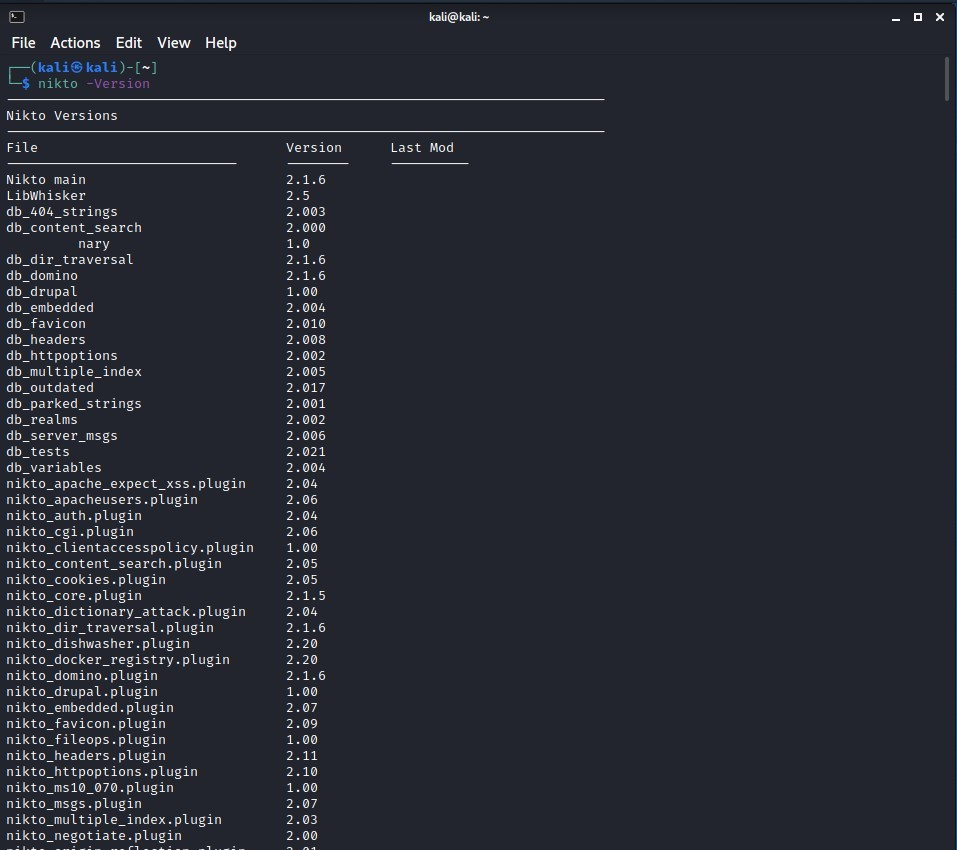 kali@kali: ~
File Actions Edit View Help
┌──(kali㉿kali)-[~]
└─$ nikto -Version
Nikto Versions
File Version Last Mod
Nikto main 2.1.6
LibWhisker 2.5
db_404_strings 2.003
db_content_search 2.000
nary 1.0
db_dir_traversal 2.1.6
db_domino 2.1.6
db_drupal 1.00
db_embedded 2.004
db_favicon 2.010
db_headers 2.008
db_httpoptions 2.002
db_multiple_index 2.005
db_outdated 2.017
db_parked_strings 2.001
db_realms 2.002
db_server_msgs 2.006
db_tests 2.021
db_variables 2.004
nikto_apache_expect_xss.plugin 2.04
nikto_apacheusers.plugin 2.06
nikto_auth.plugin 2.04
nikto_cgi.plugin 2.06
nikto_clientaccesspolicy.plugin 1.00
nikto_content_search.plugin 2.05
nikto_cookies.plugin 2.05
nikto_core.plugin 2.1.5
nikto_dictionary_attack.plugin 2.04
nikto_dir_traversal.plugin 2.1.6
nikto_dishwasher.plugin 2.20
nikto_docker_registry.plugin 2.20
nikto_domino.plugin 2.1.6
nikto_drupal.plugin 1.00
nikto_embedded.plugin 2.07
nikto_favicon.plugin 2.09
nikto_fileops.plugin 1.00
nikto_headers.plugin 2.11
nikto_httpoptions.plugin 2.10
nikto_ms10_070.plugin 1.00
nikto_msgs.plugin 2.07
nikto_multiple_index.plugin 2.03
nikto_negotiate.plugin 2.00